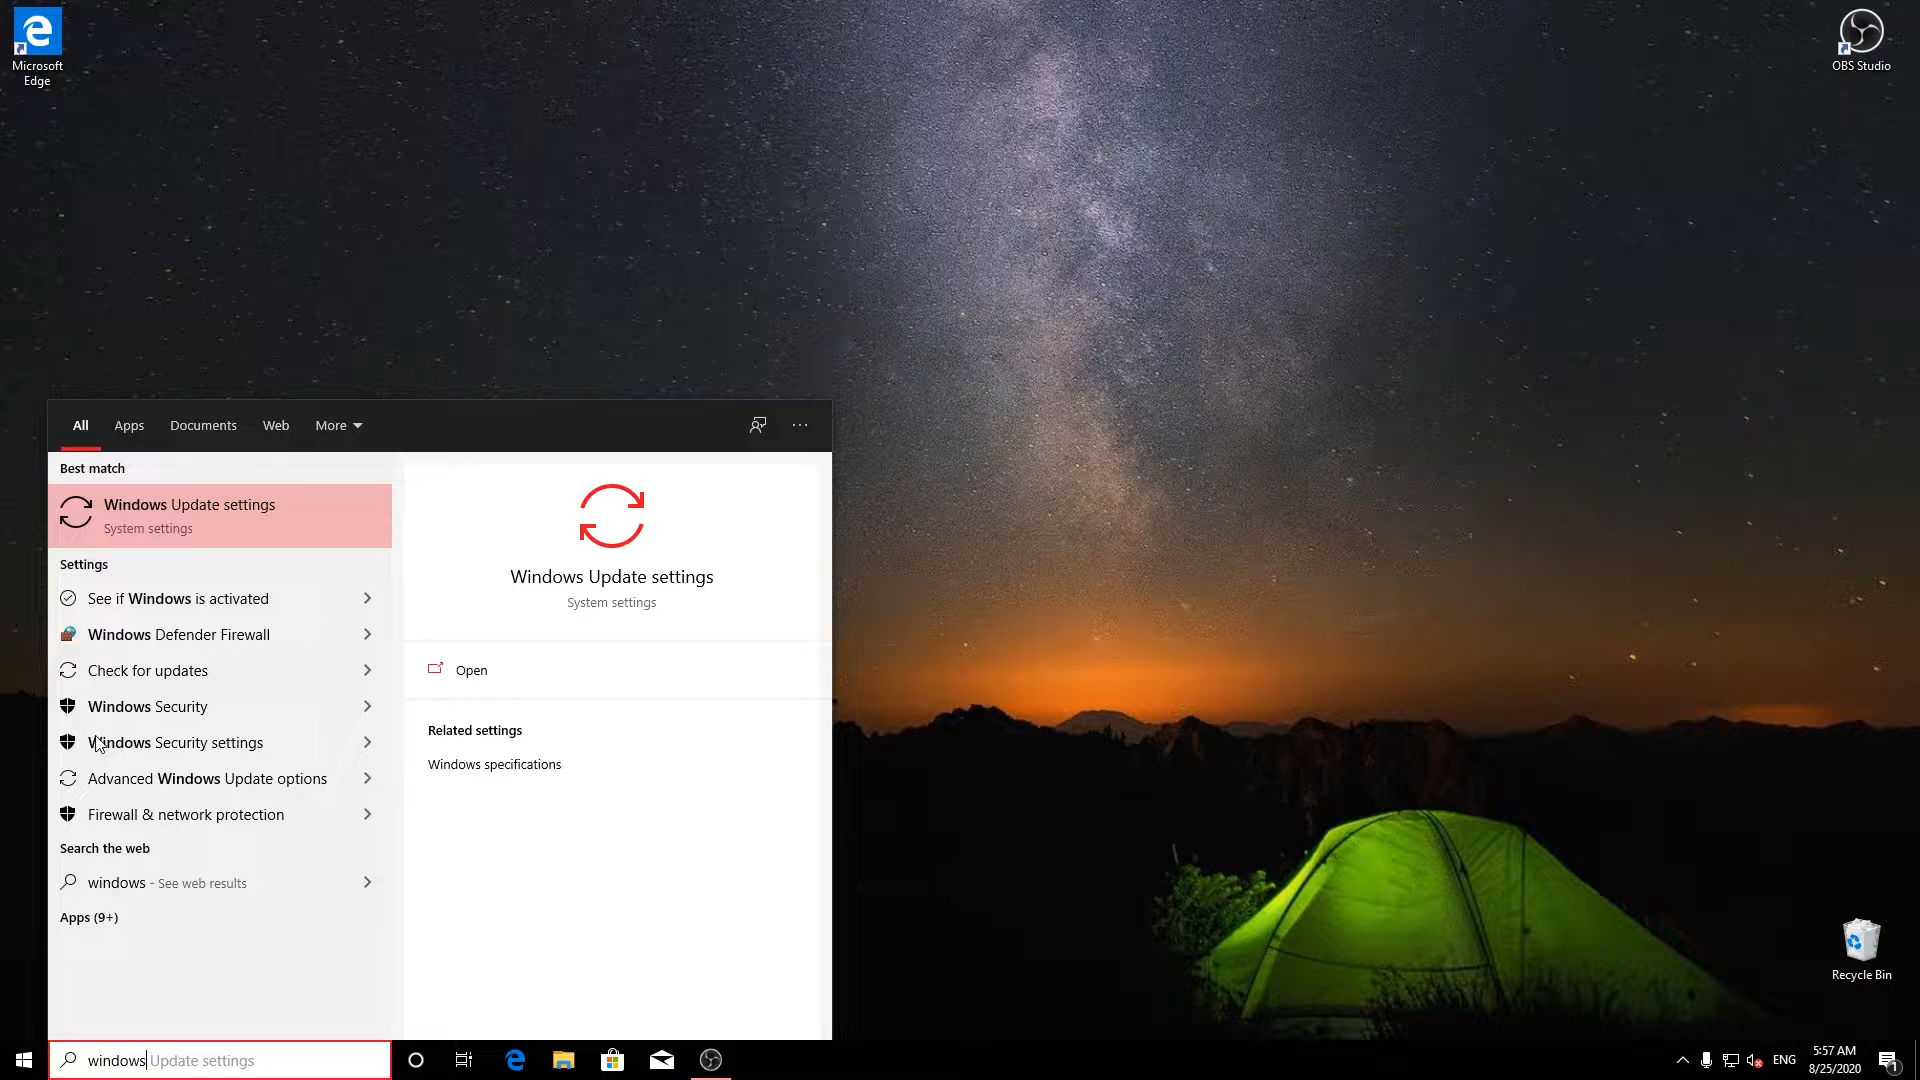 Microsoft
Edge
OBS Studio
All
Apps
Documents
Web
More
Best match
Windows Update settings
System settings
Settings
See if Windows is activated
Windows Defender Firewall
Check for updates
Windows Security
Windows Security settings
Advanced Windows Update options
Firewall & network protection
Search the web
windows - See web results
Apps (9+)
Windows Update settings
System settings
Open
Related settings
Windows specifications
Recycle Bin
windows Update settings
ENG
5:57 AM
8/25/2020
1